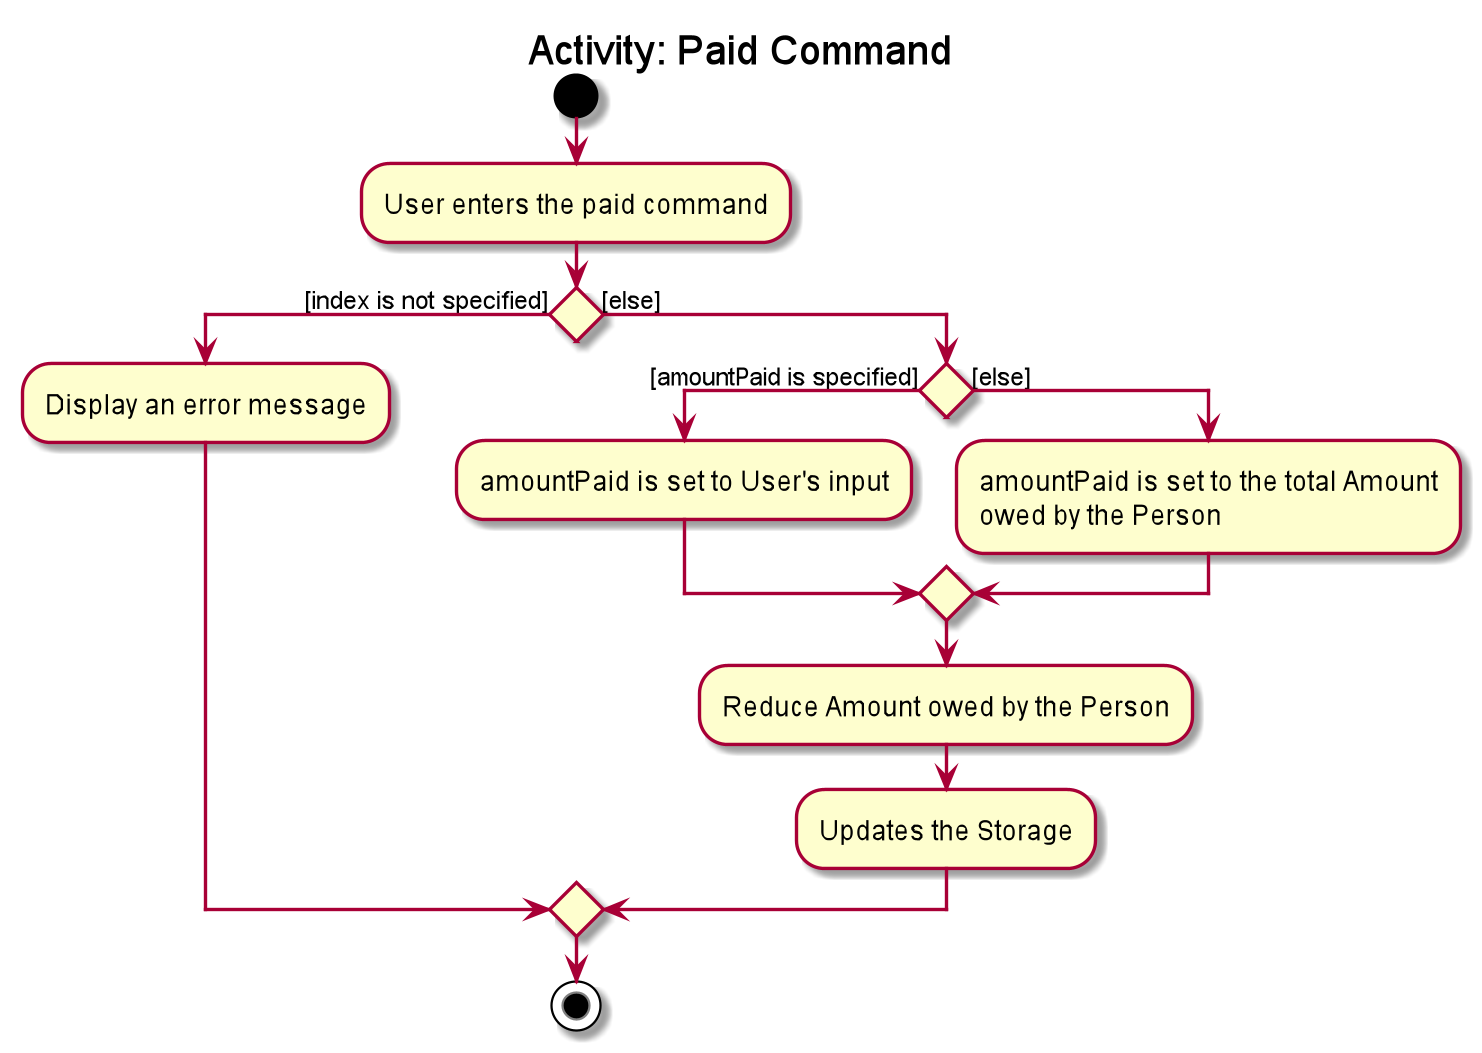 Activity: Paid Command
User enters the paid command
[index is not specified]
[else]
Display an error message
[amountPaid is specified]
[else]
amountPaid is set to User's input
amountPaid is set to the total Amount
owed by the Person
Reduce Amount owed by the Person
Updates the Storage